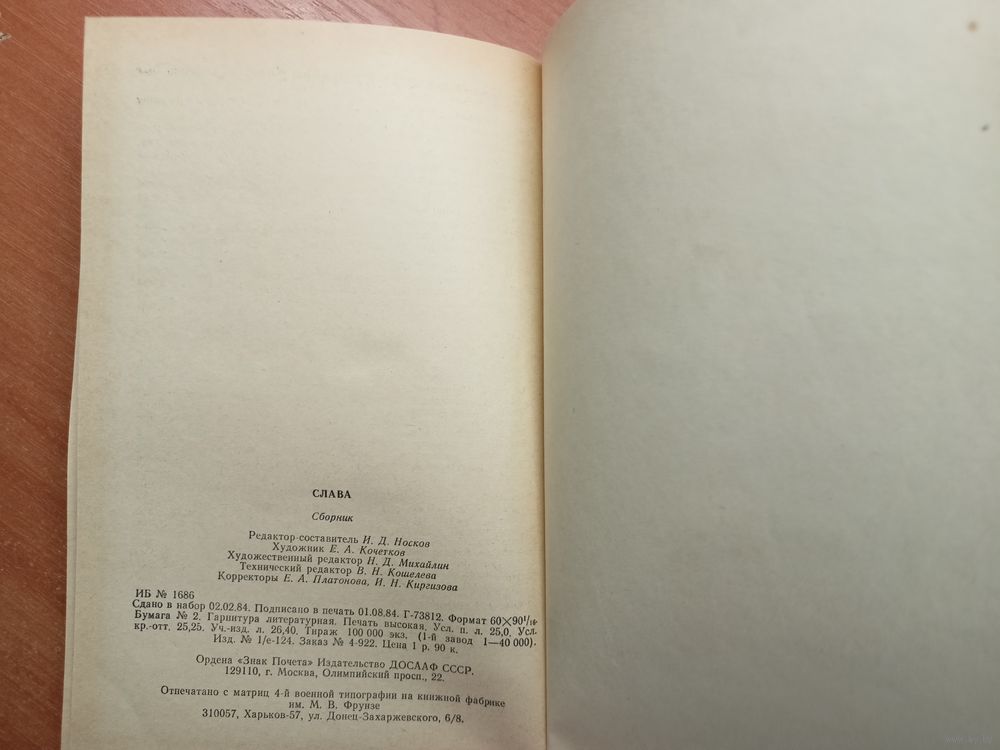 СЛАВА
Сборник
Редактор-составитель И. Д. Носков
Художник Е. А. Кочетков
Художественный редактор Н. Д. Михайлин
Технический редактор В. Н. Кошелева
Корректоры Е. А. Платонова, И. Н. Киргизова
ИБ № 1686
Сдано в набор 02.02.84. Подписано в печать 01.08.84. Г-73812. Формат 60×90¹/₁₆.
Бумага № 2. Гарнитура литературная. Печать высокая. Усл. п. л. 25,0. Усл.
кр.-отт. 25,25. Уч.-изд. л. 26,40. Тираж 100 000 экз. (1-й завод 1—40 000).
Изд. № 1/е-124. Заказ № 4-922. Цена 1 р. 90 к.
Ордена «Знак Почета» Издательство ДОСААФ СССР.
129110, г. Москва, Олимпийский просп., 22.
Отпечатано с матриц 4-й военной типографии на книжной фабрике
им. М. В. Фрунзе
310057, Харьков-57, ул. Донец-Захаржевского, 6/8.